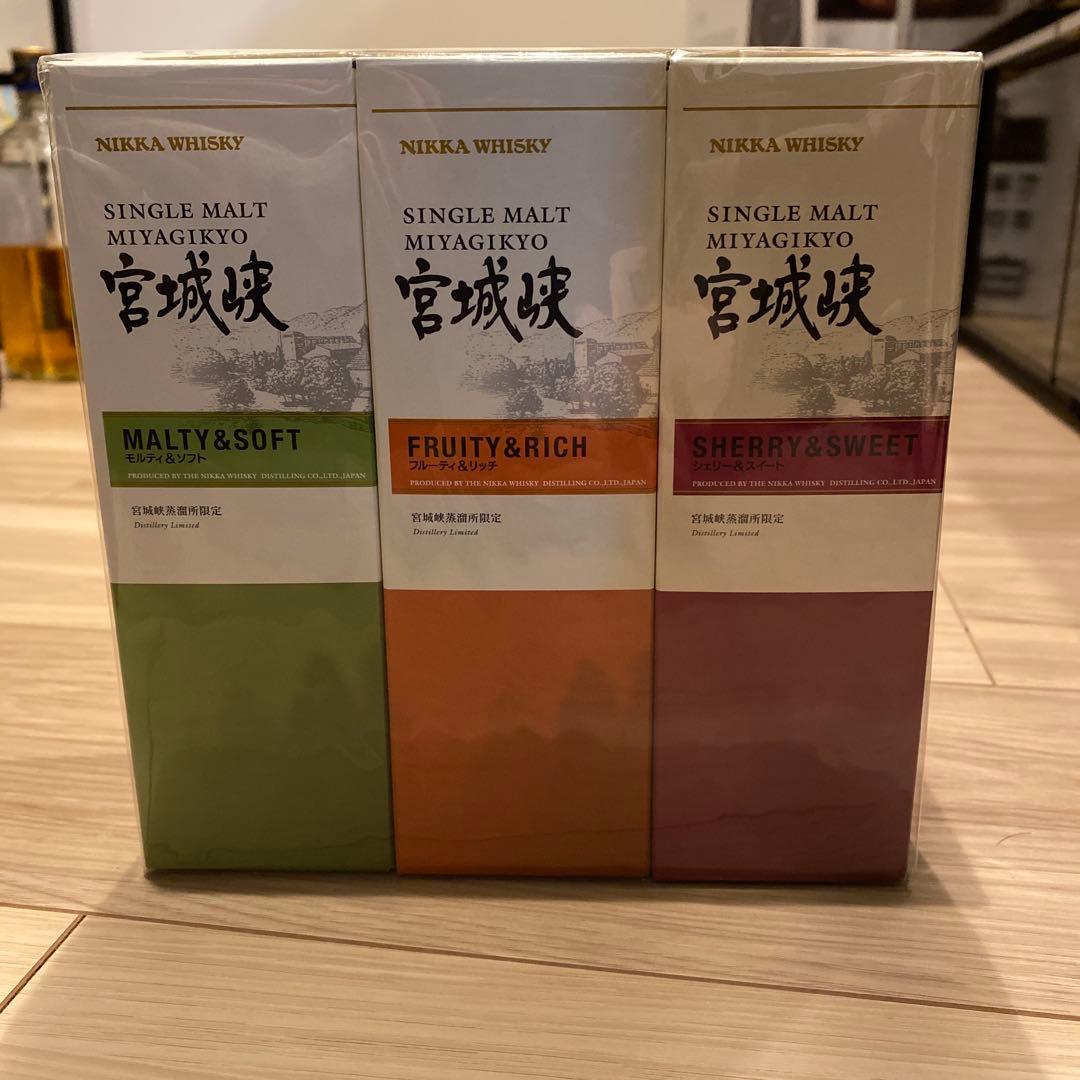 NIKKA WHISKY
SINGLE MALT
MIYAGIKYO
宮城峡
MALTY&SOFT
モルティ&ソフト
PRODUCED BY THE NIKKA WHISKY DISTILLING CO.,LTD.,JAPAN
宮城峡蒸溜所限定
Distillery Limited
NIKKA WHISKY
SINGLE MALT
MIYAGIKYO
宮城峡
FRUITY&RICH
フルーティ&リッチ
PRODUCED BY THE NIKKA WHISKY DISTILLING CO.,LTD.,JAPAN
宮城峡蒸溜所限定
Distillery Limited
NIKKA WHISKY
SINGLE MALT
MIYAGIKYO
宮城峡
SHERRY&SWEET
シェリー&スイート
PRODUCED BY THE NIKKA WHISKY DISTILLING CO.,LTD.,JAPAN
宮城峡蒸溜所限定
Distillery Limited